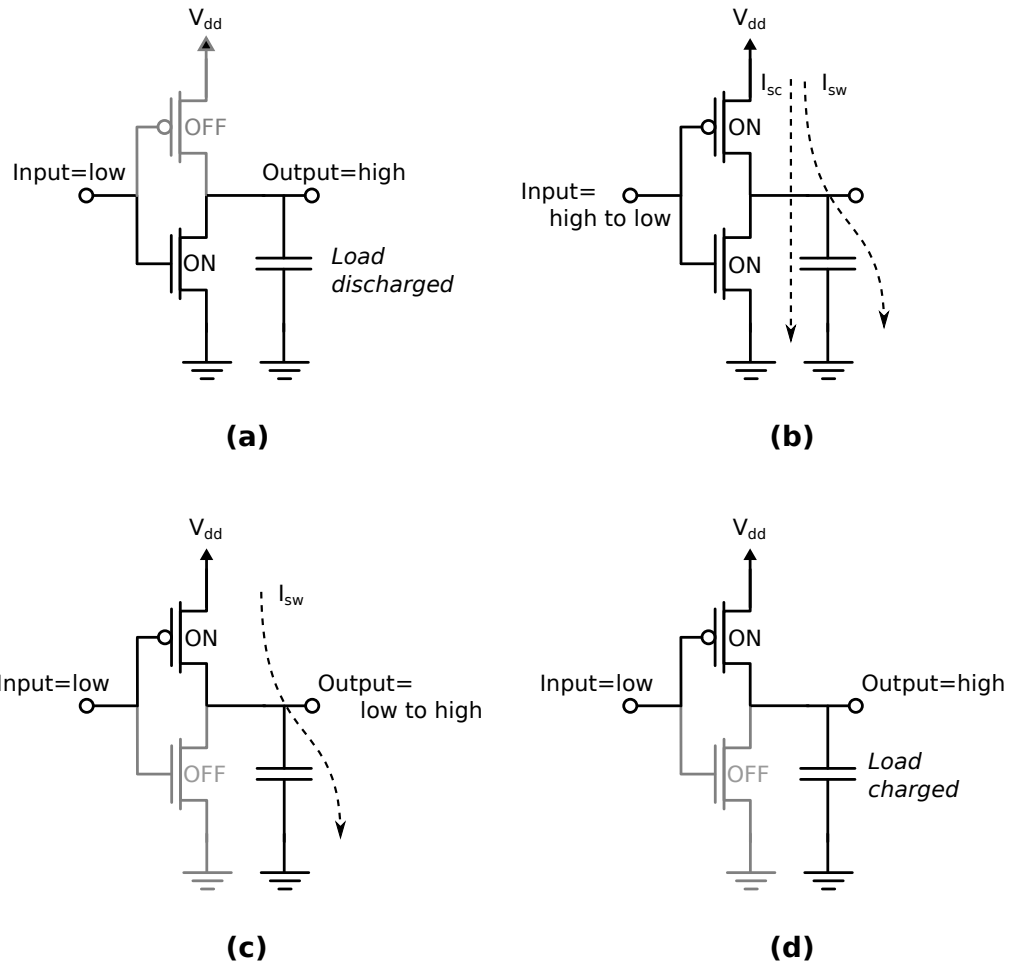 Vdd
OFF
Input=low
Output=high
ON
Load
discharged
(a)
Vdd
Isc
Isw
ON
Input=
high to low
ON
(b)
Vdd
Isw
ON
Input=low
Output=
low to high
OFF
(c)
Vdd
ON
Input=low
Output=high
OFF
Load
charged
(d)